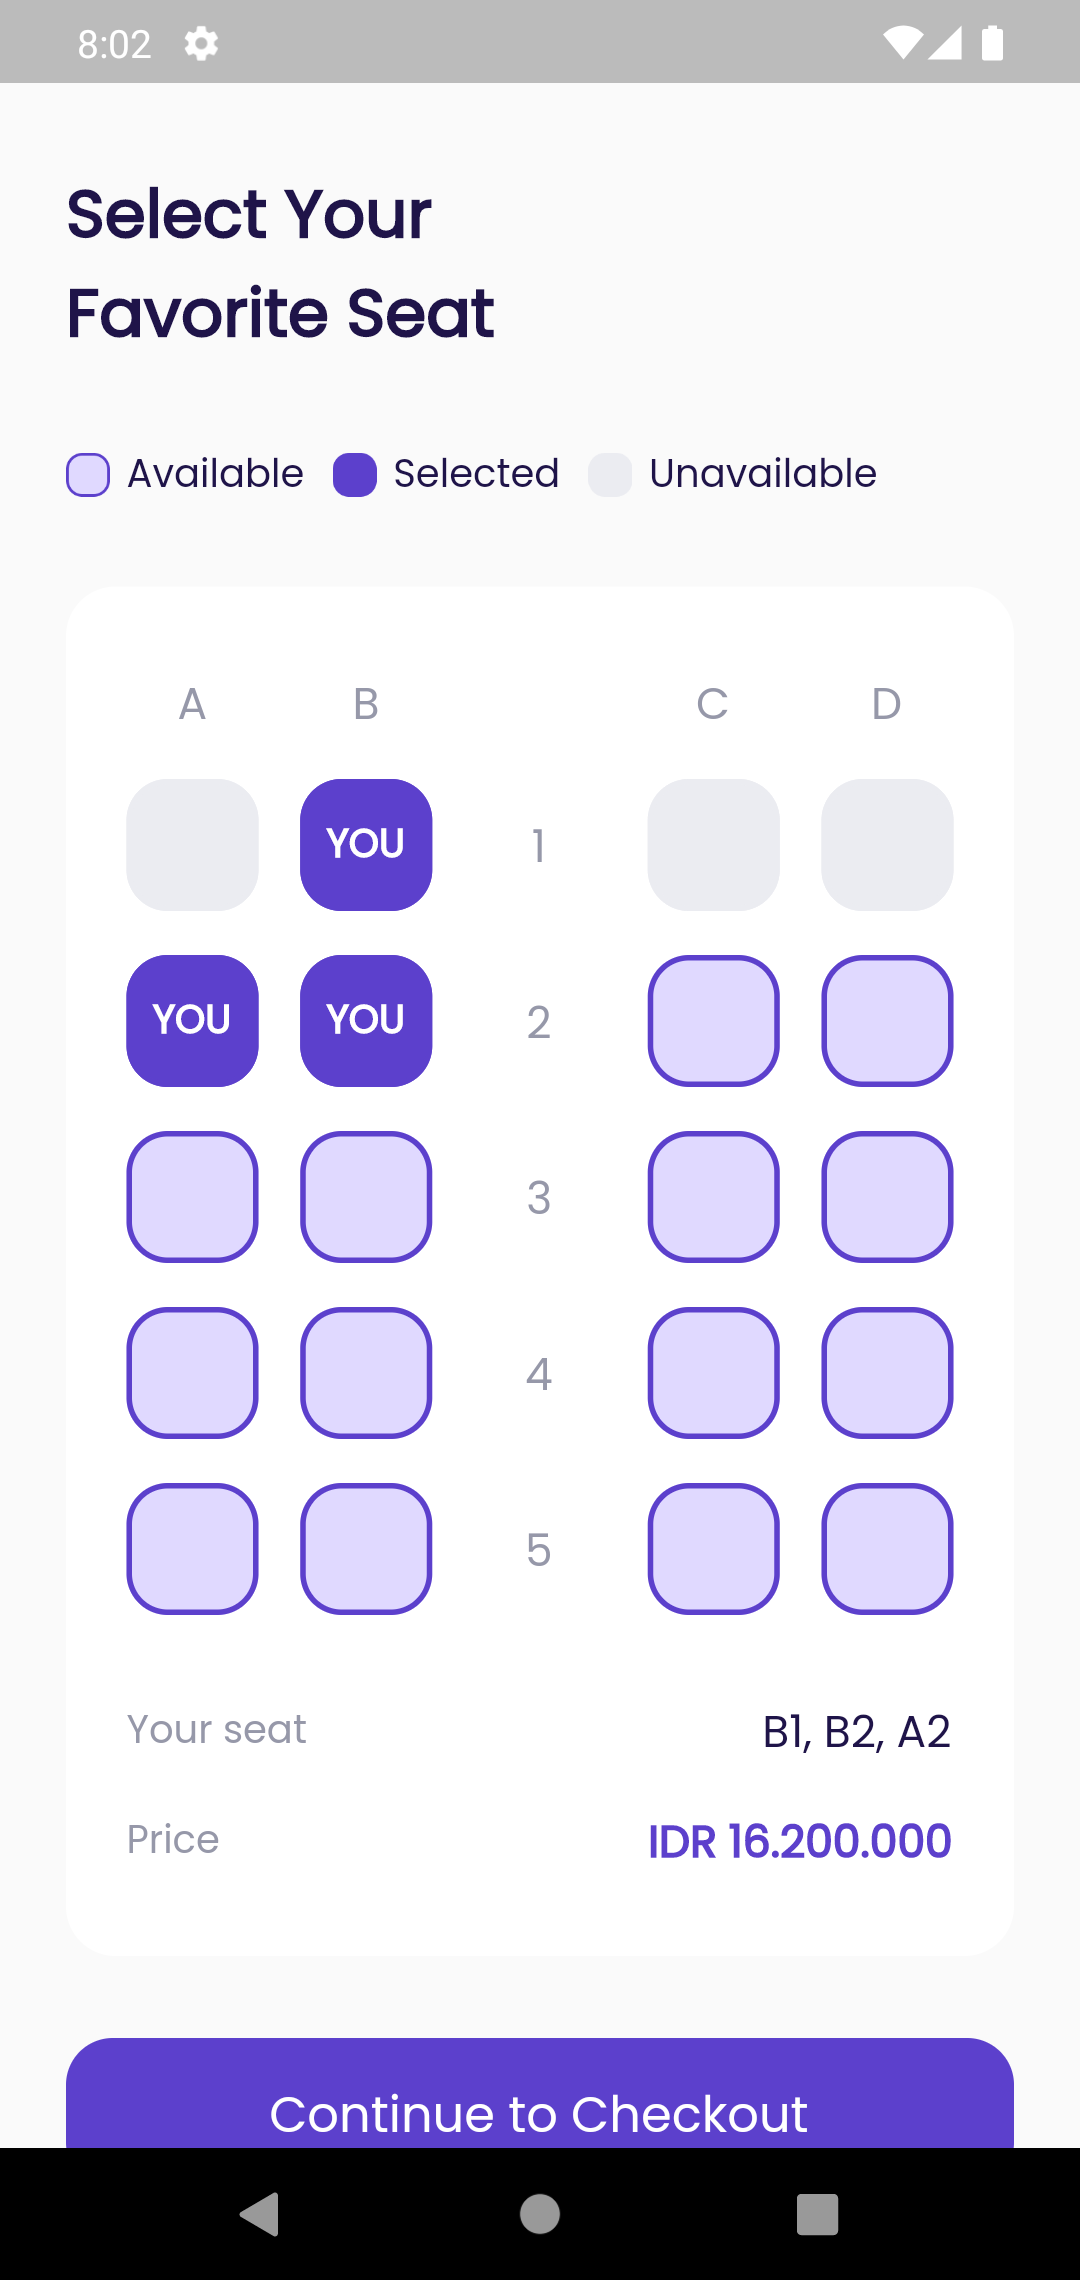 8:02
Select Your
Favorite Seat
Available Selected Unavailable
A B C D
YOU 1
YOU YOU 2
3
4
5
Your seat B1, B2, A2
Price IDR 16.200.000
Continue to Checkout